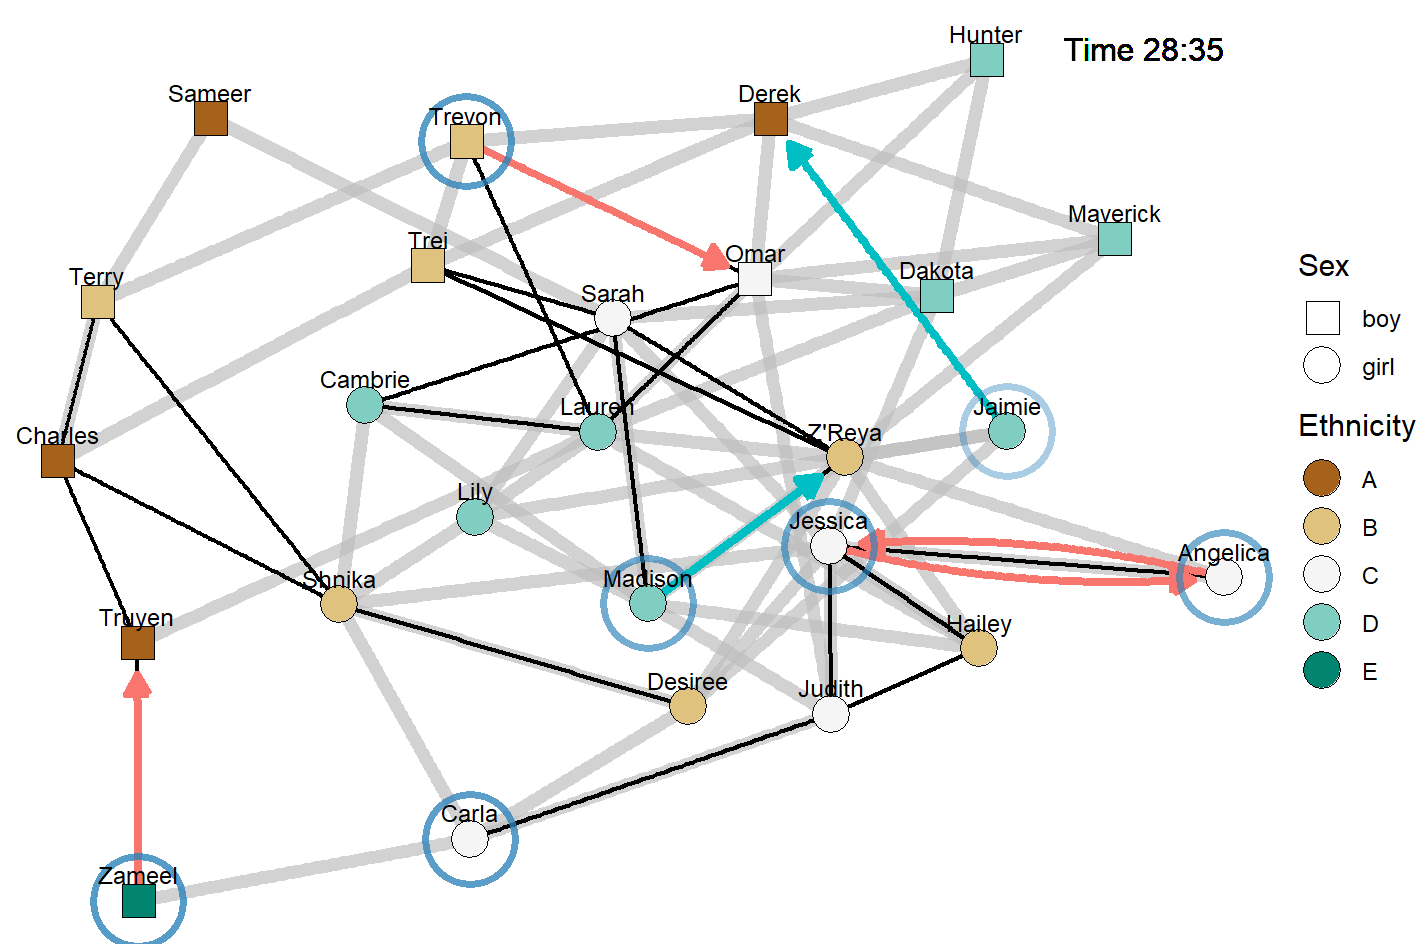 Hunter
Time 28:35
Sameer
Derek
Trevon
Maverick
Trei
Omar
Dakota
Terry
Sarah
Sex
boy
girl
Cambrie
Lauren
Jaimie
Charles
Z'Reya
Ethnicity
A
B
C
D
E
Lily
Jessica
Angelica
Shnika
Madison
Truyen
Hailey
Desiree
Judith
Carla
Zameel